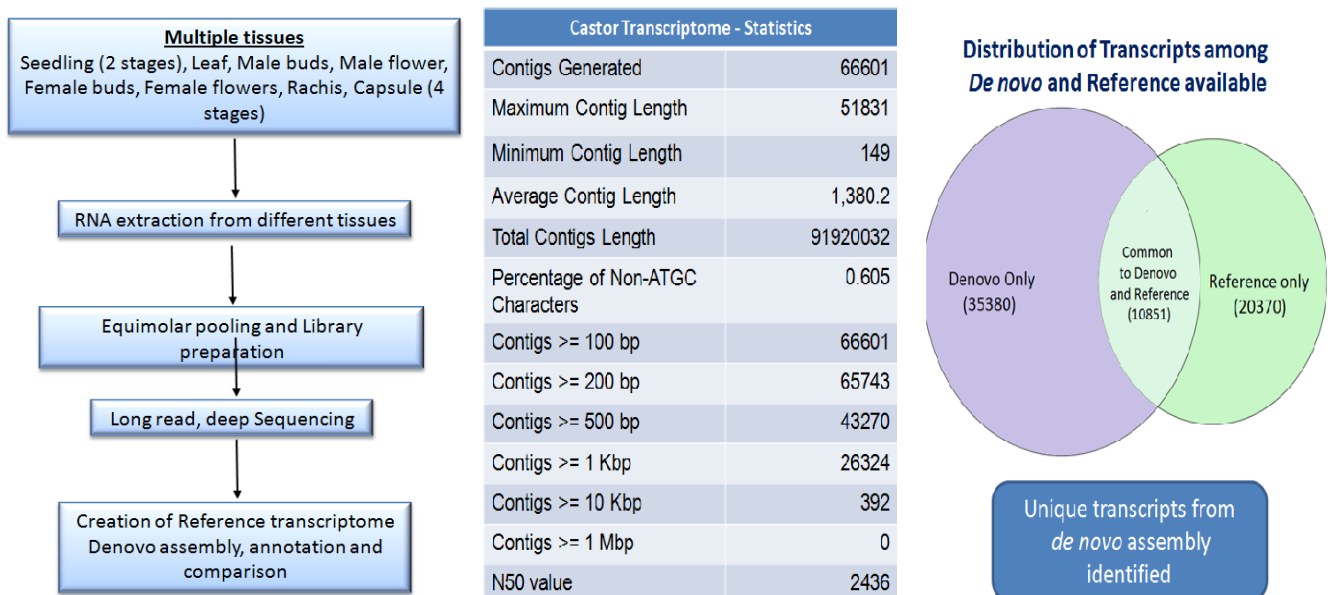 Multiple tissues
Seedling (2 stages), Leaf, Male buds, Male flower,
Female buds, Female flowers, Rachis, Capsule (4
stages)
RNA extraction from different tissues
Equimolar pooling and Library
preparation
Long read, deep Sequencing
Creation of Reference transcriptome
Denovo assembly, annotation and
comparison
Castor Transcriptome - Statistics
Contigs Generated 66601
Maximum Contig Length 51831
Minimum Contig Length 149
Average Contig Length 1,380.2
Total Contigs Length 91920032
Percentage of Non-ATGC 0.605
Characters
Contigs >= 100 bp 66601
Contigs >= 200 bp 65743
Contigs >= 500 bp 43270
Contigs >= 1 Kbp 26324
Contigs >= 10 Kbp 392
Contigs >= 1 Mbp 0
N50 value 2436
Distribution of Transcripts among
De novo and Reference available
Denovo Only
(35380)
Common
to Denovo
and Reference
(10851)
Reference only
(20370)
Unique transcripts from
de novo assembly
identified